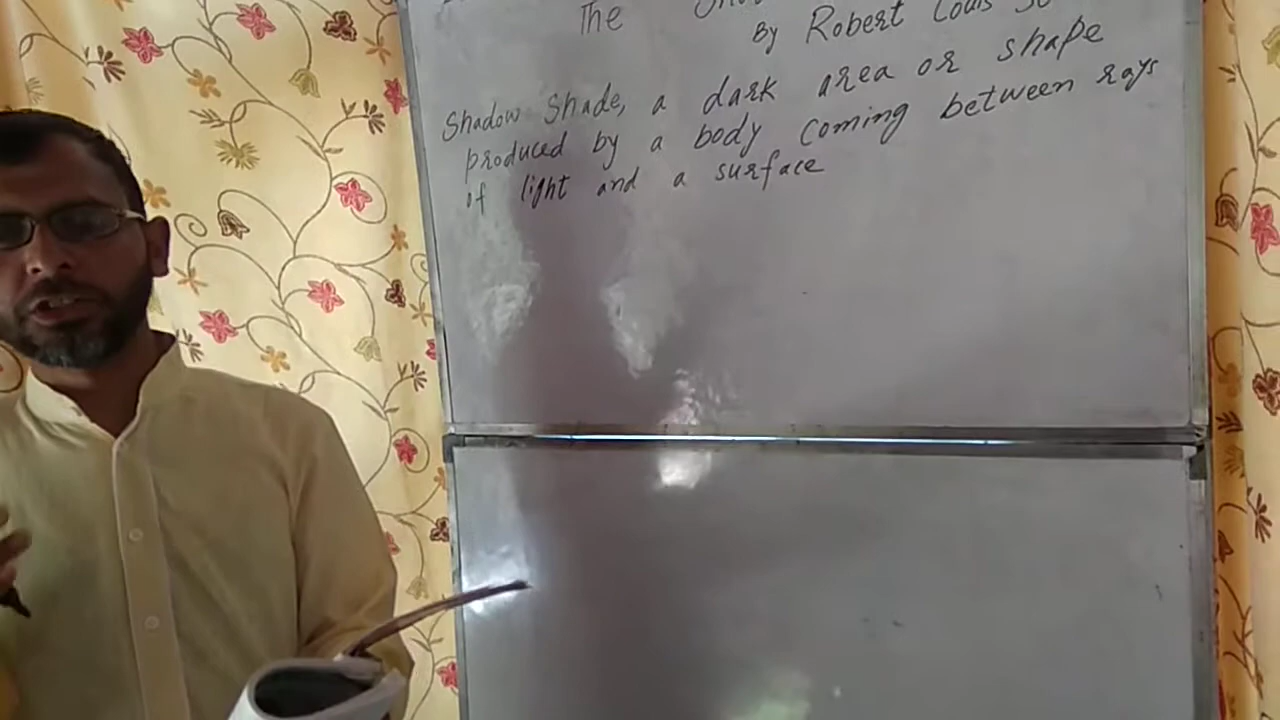 The
By Robert Louis
Shadow Shade, a dark area or shape
produced by a body coming between rays
of light and a surface